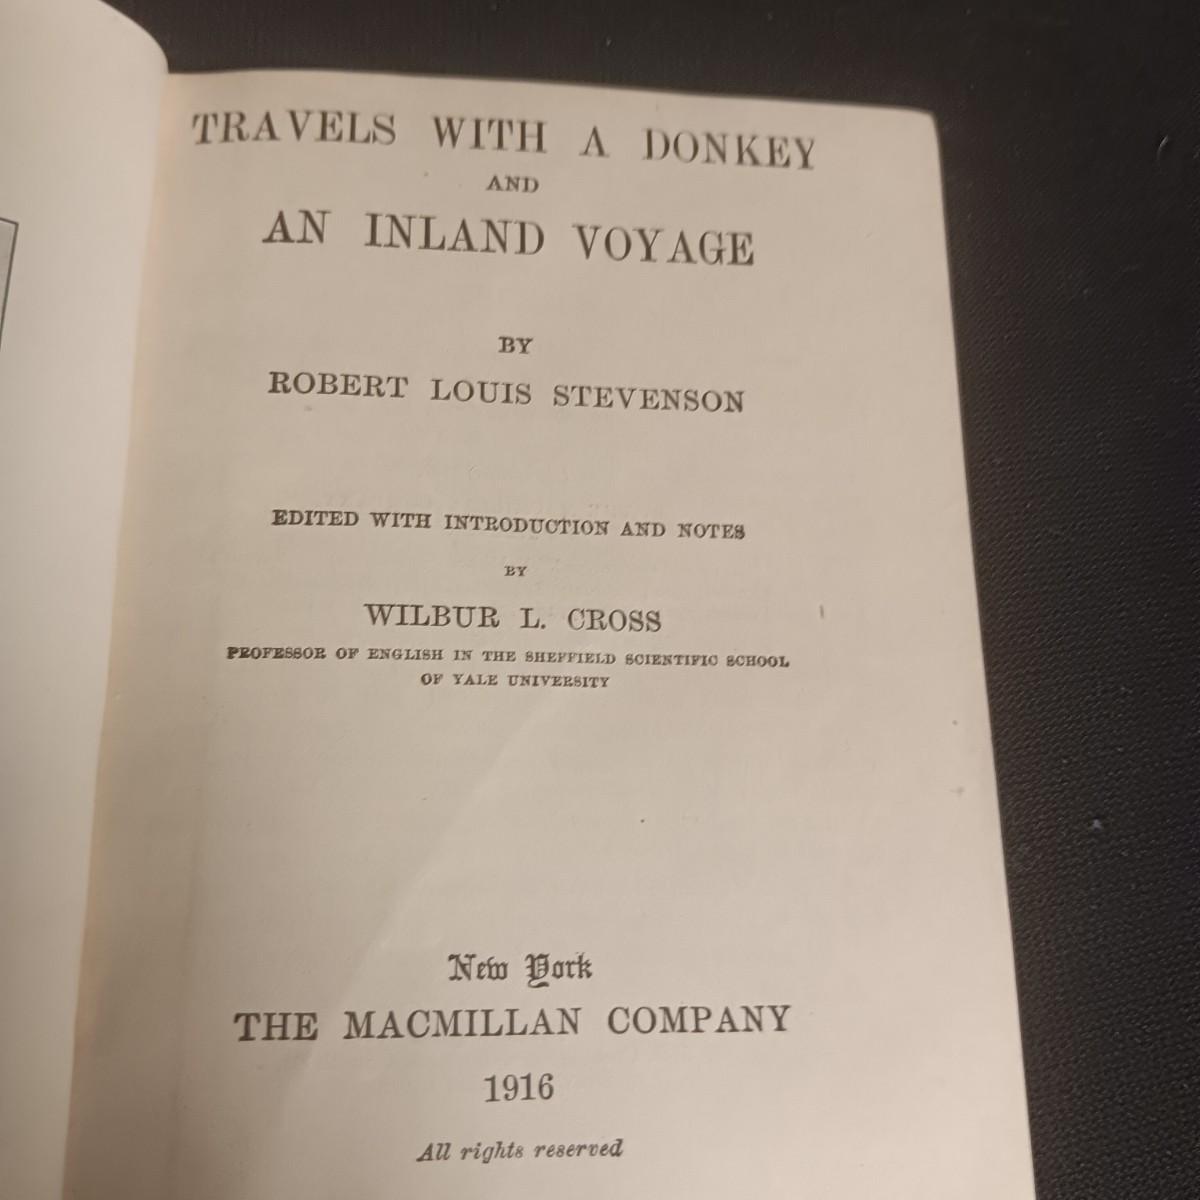 TRAVELS WITH A DONKEY
AND
AN INLAND VOYAGE
BY
ROBERT LOUIS STEVENSON
EDITED WITH INTRODUCTION AND NOTES
BY
WILBUR L. CROSS
PROFESSOR OF ENGLISH IN THE SHEFFIELD SCIENTIFIC SCHOOL
OF YALE UNIVERSITY
New York
THE MACMILLAN COMPANY
1916
All rights reserved